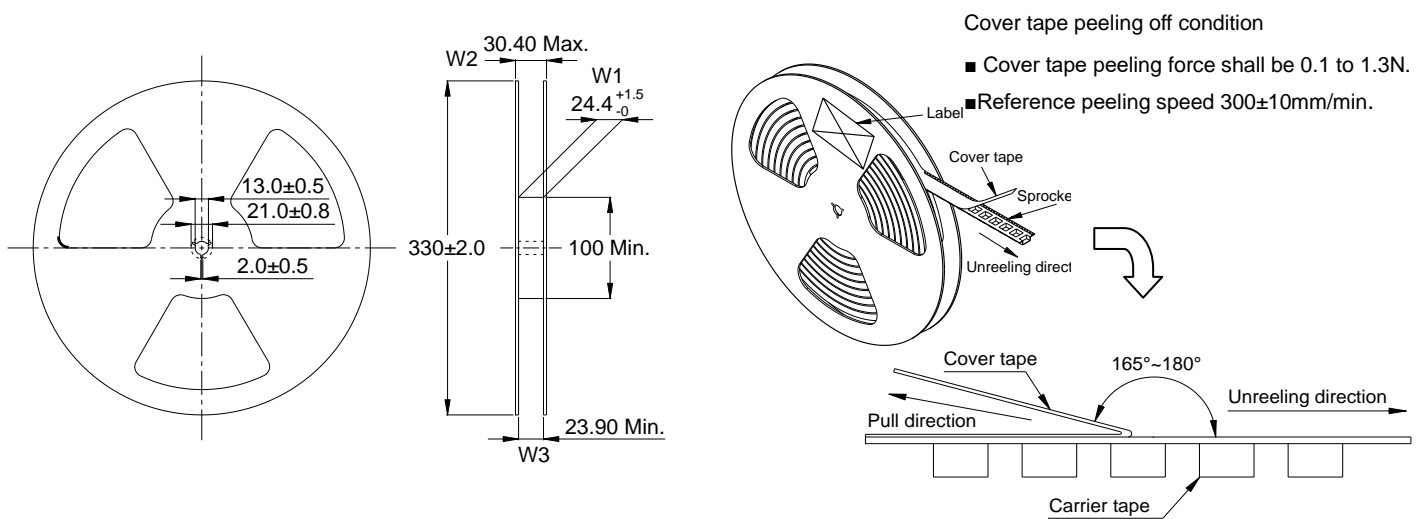 Cover tape peeling off condition
■ Cover tape peeling force shall be 0.1 to 1.3N.
■Reference peeling speed 300±10mm/min.
30.40 Max.
W2
W1
24.4 +1.5 -0
Label
Cover tape
Sprocke
Unreeling direct
13.0±0.5
21.0±0.8
2.0±0.5
330±2.0
100 Min.
23.90 Min.
W3
Cover tape
165°~180°
Unreeling direction
Pull direction
Carrier tape